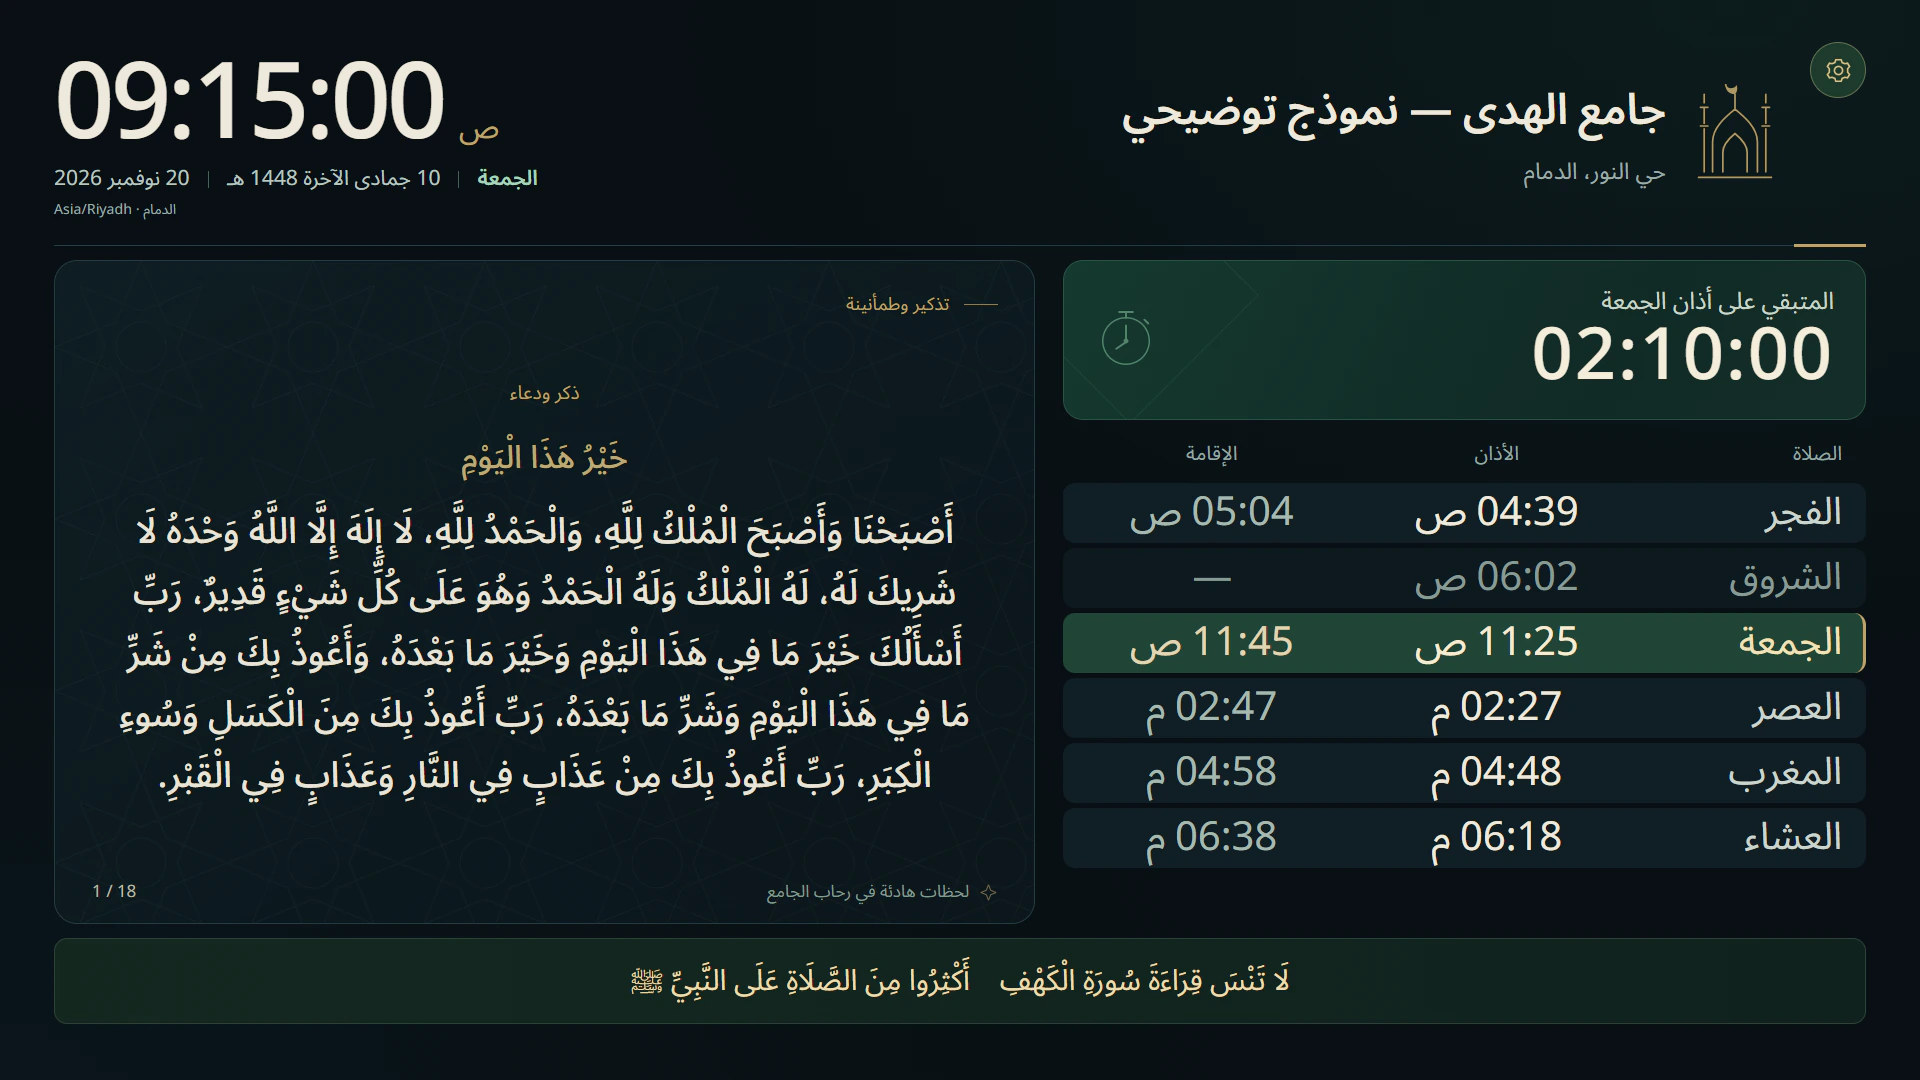 جامع الهدى — نموذج توضيحي
حي النور، الدمام
09:15:00 ص
الجمعة | 10 جمادى الآخرة 1448 هـ | 20 نوفمبر 2026
الدمام · Asia/Riyadh
المتبقي على أذان الجمعة
02:10:00
الصلاة الأذان الإقامة
الفجر 04:39 ص 05:04 ص
الشروق 06:02 ص —
الجمعة 11:25 ص 11:45 ص
العصر 02:27 م 02:47 م
المغرب 04:48 م 04:58 م
العشاء 06:18 م 06:38 م
تذكير وطمأنينة
ذكر ودعاء
خَيْرُ هَذَا الْيَوْمِ
أَصْبَحْنَا وَأَصْبَحَ الْمُلْكُ لِلَّهِ، وَالْحَمْدُ لِلَّهِ، لَا إِلَهَ إِلَّا اللَّهُ وَحْدَهُ لَا
شَرِيكَ لَهُ، لَهُ الْمُلْكُ وَلَهُ الْحَمْدُ وَهُوَ عَلَى كُلِّ شَيْءٍ قَدِيرٌ، رَبِّ
أَسْأَلُكَ خَيْرَ مَا فِي هَذَا الْيَوْمِ وَخَيْرَ مَا بَعْدَهُ، وَأَعُوذُ بِكَ مِنْ شَرِّ
مَا فِي هَذَا الْيَوْمِ وَشَرِّ مَا بَعْدَهُ، رَبِّ أَعُوذُ بِكَ مِنَ الْكَسَلِ وَسُوءِ
الْكِبَرِ، رَبِّ أَعُوذُ بِكَ مِنْ عَذَابٍ فِي النَّارِ وَعَذَابٍ فِي الْقَبْرِ.
لحظات هادئة في رحاب الجامع
1 / 18
لَا تَنْسَ قِرَاءَةَ سُورَةِ الْكَهْفِ أَكْثِرُوا مِنَ الصَّلَاةِ عَلَى النَّبِيِّ ﷺ